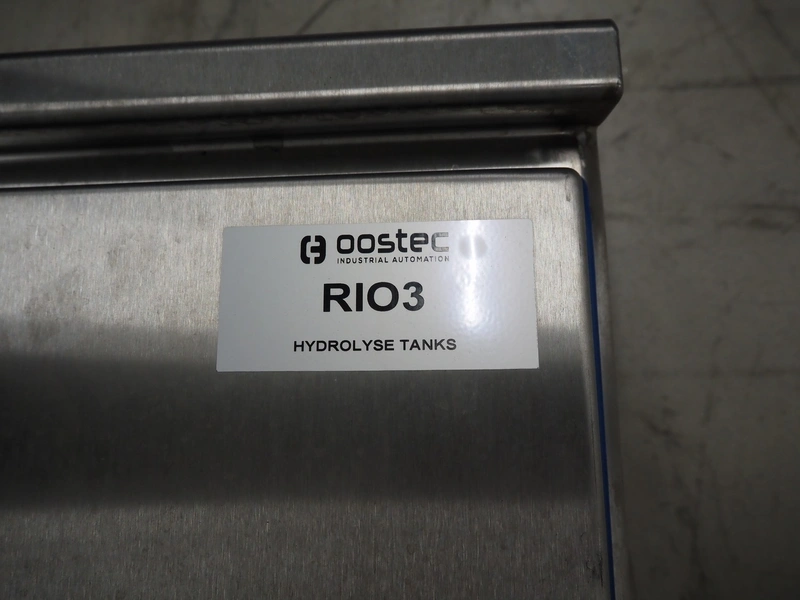 oostec
INDUSTRIAL AUTOMATION
RIO3
HYDROLYSE TANKS